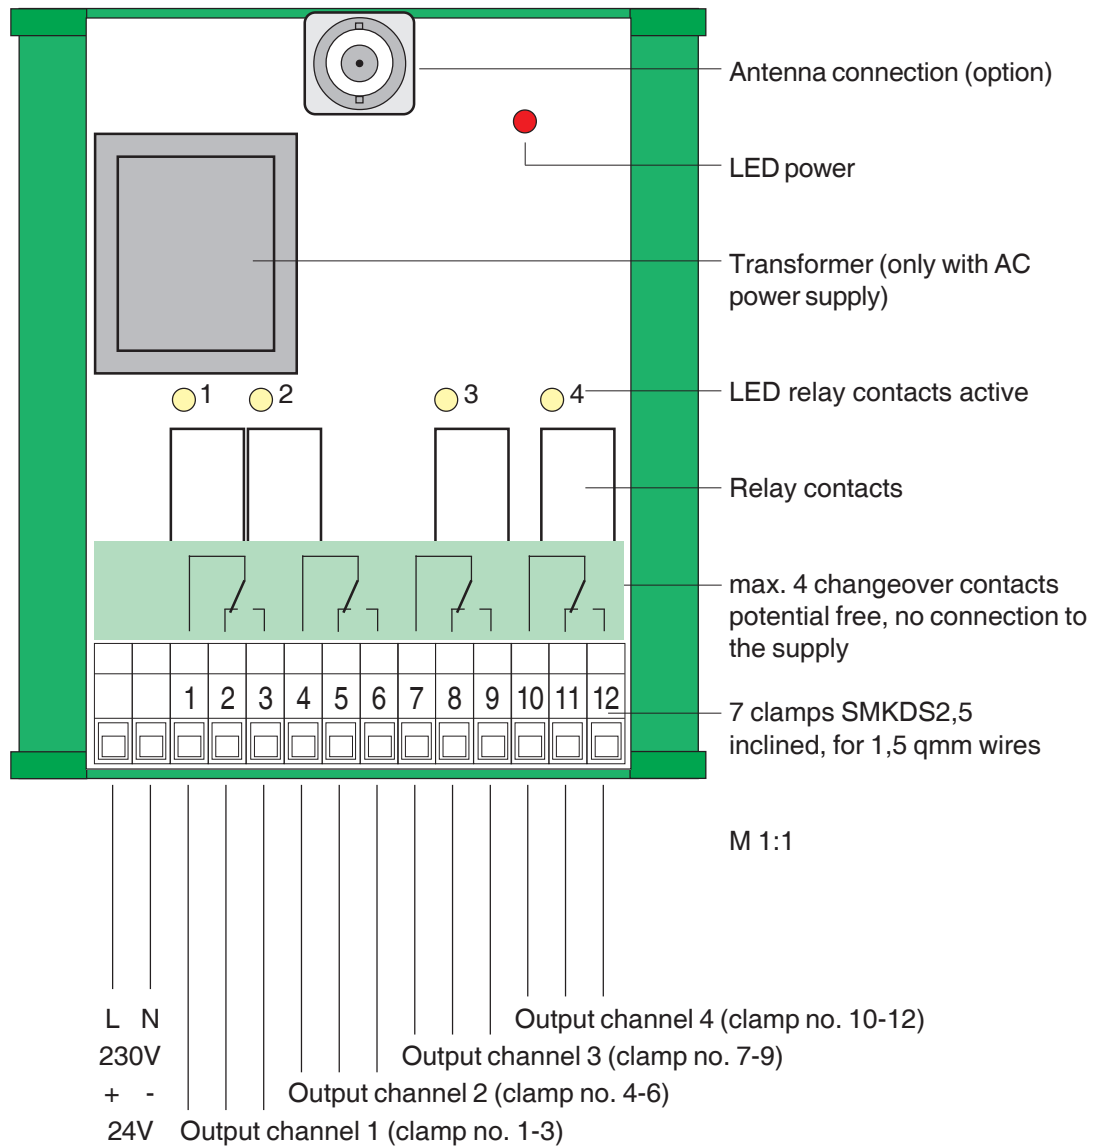 Antenna connection (option)
LED power
Transformer (only with AC
power supply)
1 2 3 4
LED relay contacts active
Relay contacts
max. 4 changeover contacts
potential free, no connection to
the supply
1 2 3 4 5 6 7 8 9 10 11 12
7 clamps SMKDS2,5
inclined, for 1,5 qmm wires
M 1:1
L N
Output channel 4 (clamp no. 10-12)
230V
Output channel 3 (clamp no. 7-9)
+ -
Output channel 2 (clamp no. 4-6)
24V
Output channel 1 (clamp no. 1-3)